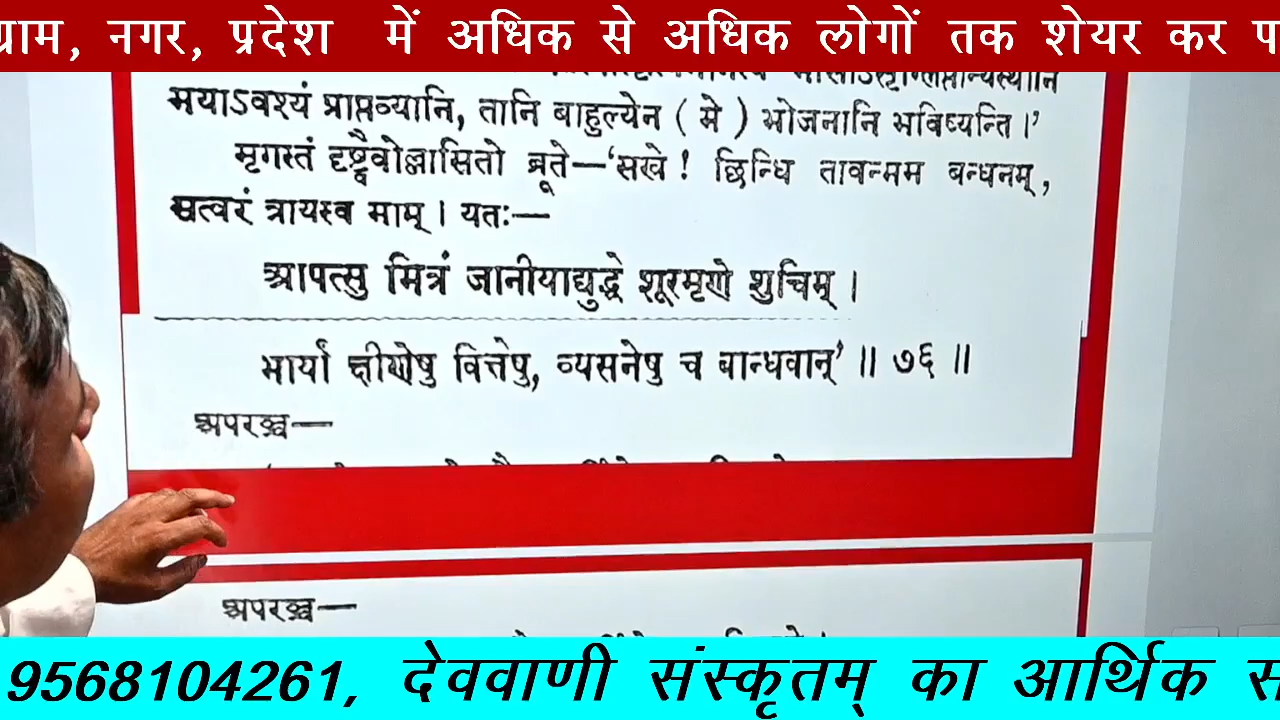 ग्राम, नगर, प्रदेश में अधिक से अधिक लोगों तक शेयर कर
मयाऽवश्यं प्राप्तव्यानि, तानि बाहुल्येन ( मे ) भोजनानि भविष्यन्ति ।’
मृगस्तं दृष्ट्वैवोल्लासितो ब्रूते—‘सखे ! छिन्धि तावन्मम बन्धनम्,
सत्वरं त्रायस्व माम् । यतः—
आपत्सु मित्रं जानीयाद्युद्धे शूरमृणे शुचिम् ।
भार्यां क्षीणेषु वित्तेषु, व्यसनेषु च बान्धवान्’ ॥ ७६ ॥
अपरञ्च—
अपरञ्च—
9568104261, देववाणी संस्कृतम् का आर्थिक